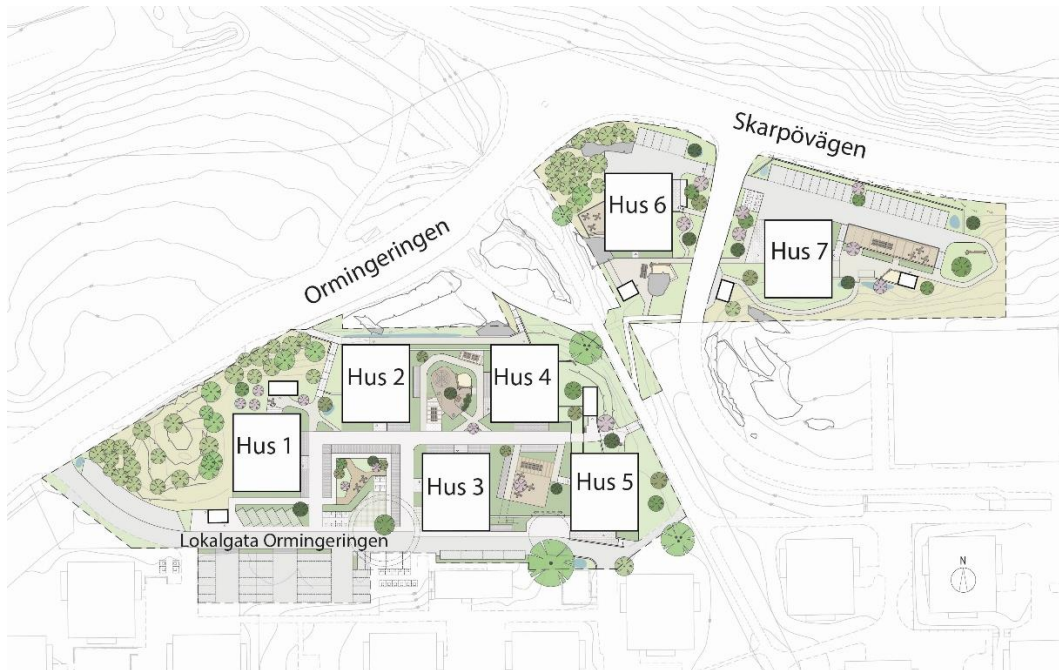 Skarpövägen
Hus 6
Hus 7
Ormingeringen
Hus 2
Hus 4
Hus 1
Hus 3
Hus 5
Lokalgata Ormingeringen
N